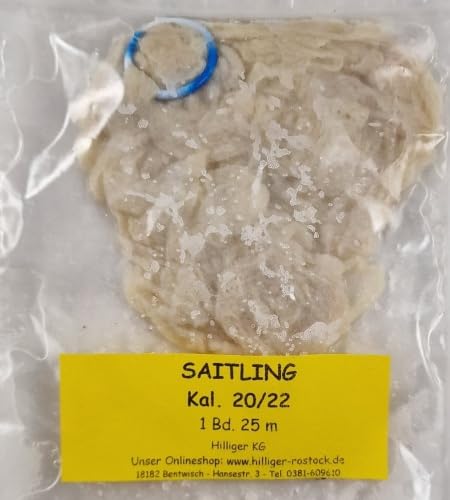 SAITLING
Kal. 20/22
1 Bd. 25 m
Hilliger KG
Unser Onlineshop: www.hilliger-rostock.de
18182 Bentwisch - Hansestr. 3 - Tel. 0381-609610